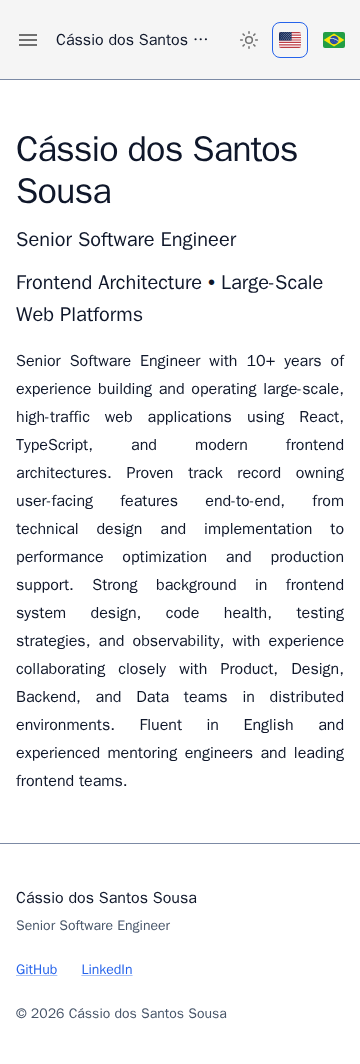 Cássio dos Santos ...
Cássio dos Santos
Sousa
Senior Software Engineer
Frontend Architecture • Large-Scale
Web Platforms
Senior Software Engineer with 10+ years of
experience building and operating large-scale,
high-traffic web applications using React,
TypeScript, and modern frontend
architectures. Proven track record owning
user-facing features end-to-end, from
technical design and implementation to
performance optimization and production
support. Strong background in frontend
system design, code health, testing
strategies, and observability, with experience
collaborating closely with Product, Design,
Backend, and Data teams in distributed
environments. Fluent in English and
experienced mentoring engineers and leading
frontend teams.
Cássio dos Santos Sousa
Senior Software Engineer
GitHub LinkedIn
© 2026 Cássio dos Santos Sousa